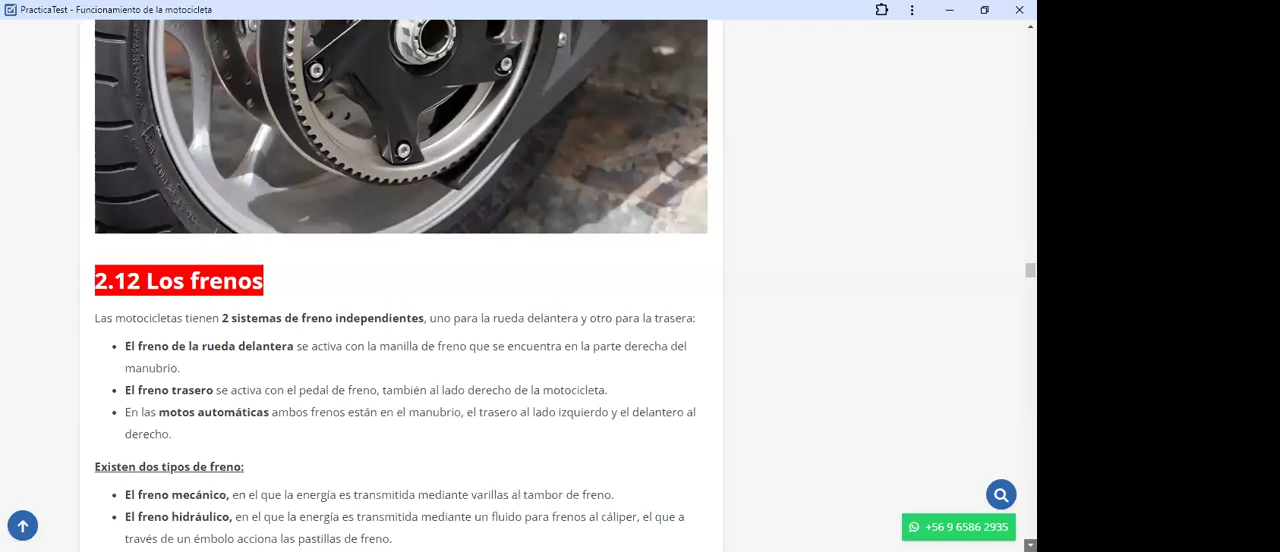 PracticaTest - Funcionamiento de la motocicleta
2.12 Los frenos
Las motocicletas tienen 2 sistemas de freno independientes, uno para la rueda delantera y otro para la trasera:
• El freno de la rueda delantera se activa con la manilla de freno que se encuentra en la parte derecha del
manubrio.
• El freno trasero se activa con el pedal de freno, también al lado derecho de la motocicleta.
• En las motos automáticas ambos frenos están en el manubrio, el trasero al lado izquierdo y el delantero al
derecho.
Existen dos tipos de freno:
• El freno mecánico, en el que la energía es transmitida mediante varillas al tambor de freno.
• El freno hidráulico, en el que la energía es transmitida mediante un fluido para frenos al cáliper, el que a
través de un émbolo acciona las pastillas de freno.
+56 9 6586 2935